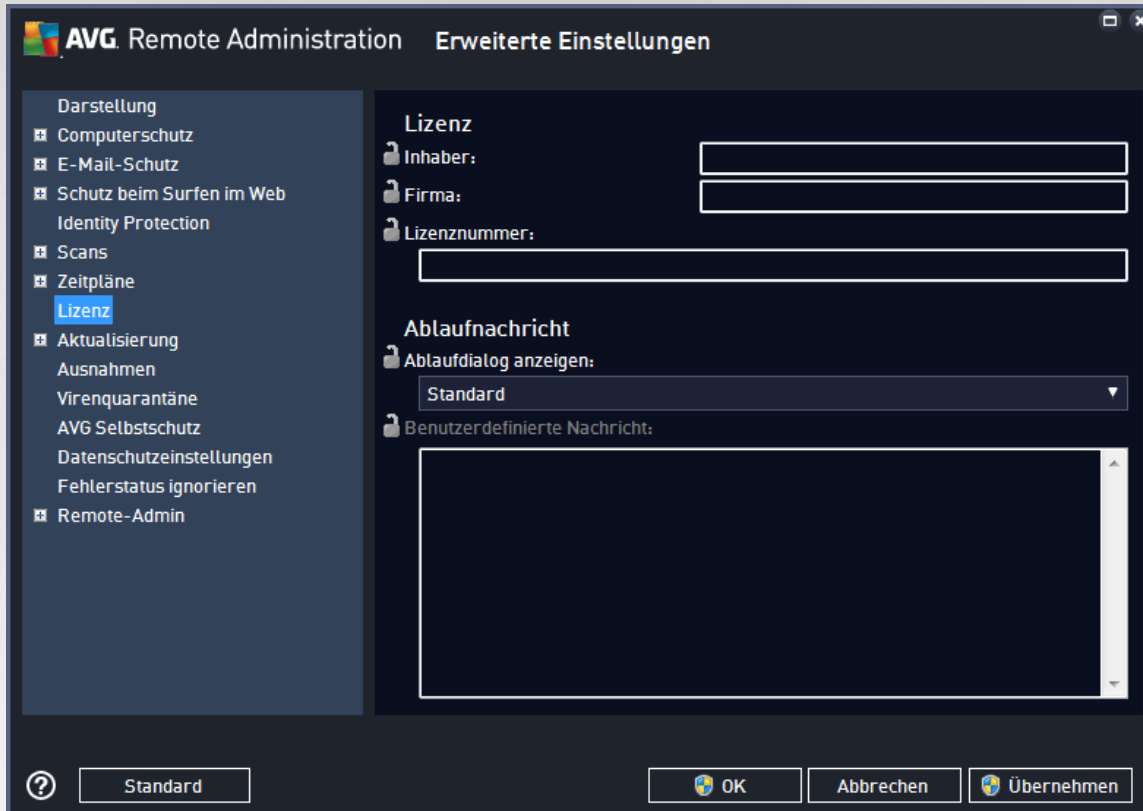 AVG. Remote Administration Erweiterte Einstellungen
Darstellung
Computerschutz
E-Mail-Schutz
Schutz beim Surfen im Web
Identity Protection
Scans
Zeitpläne
Lizenz
Aktualisierung
Ausnahmen
Virenquarantäne
AVG Selbstschutz
Datenschutzeinstellungen
Fehlerstatus ignorieren
Remote-Admin
Lizenz
Inhaber:
Firma:
Lizenznummer:
Ablaufnachricht
Ablaufdialog anzeigen:
Standard
Benutzerdefinierte Nachricht:
? Standard OK Abbrechen Übernehmen